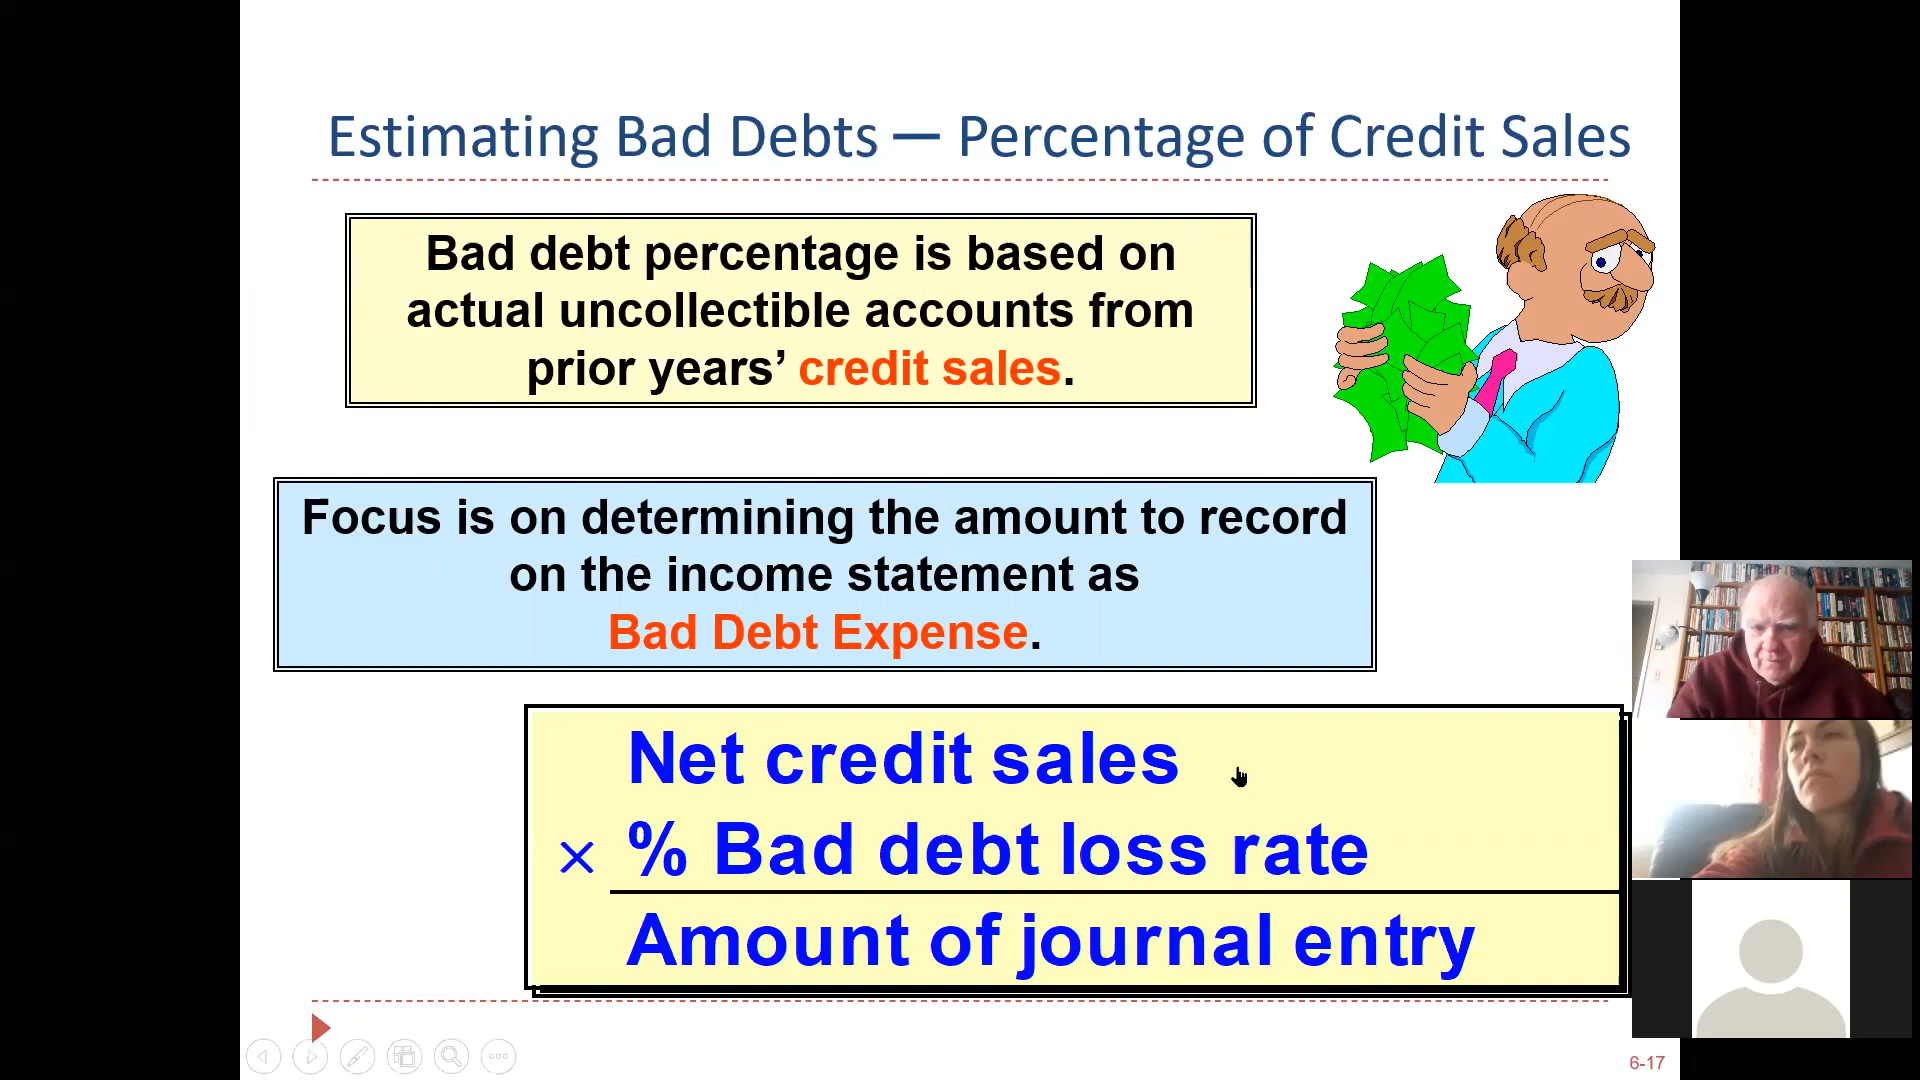 Estimating Bad Debts — Percentage of Credit Sales
Bad debt percentage is based on
actual uncollectible accounts from
prior years’ credit sales.
Focus is on determining the amount to record
on the income statement as
Bad Debt Expense.
Net credit sales
× % Bad debt loss rate
Amount of journal entry
6-17